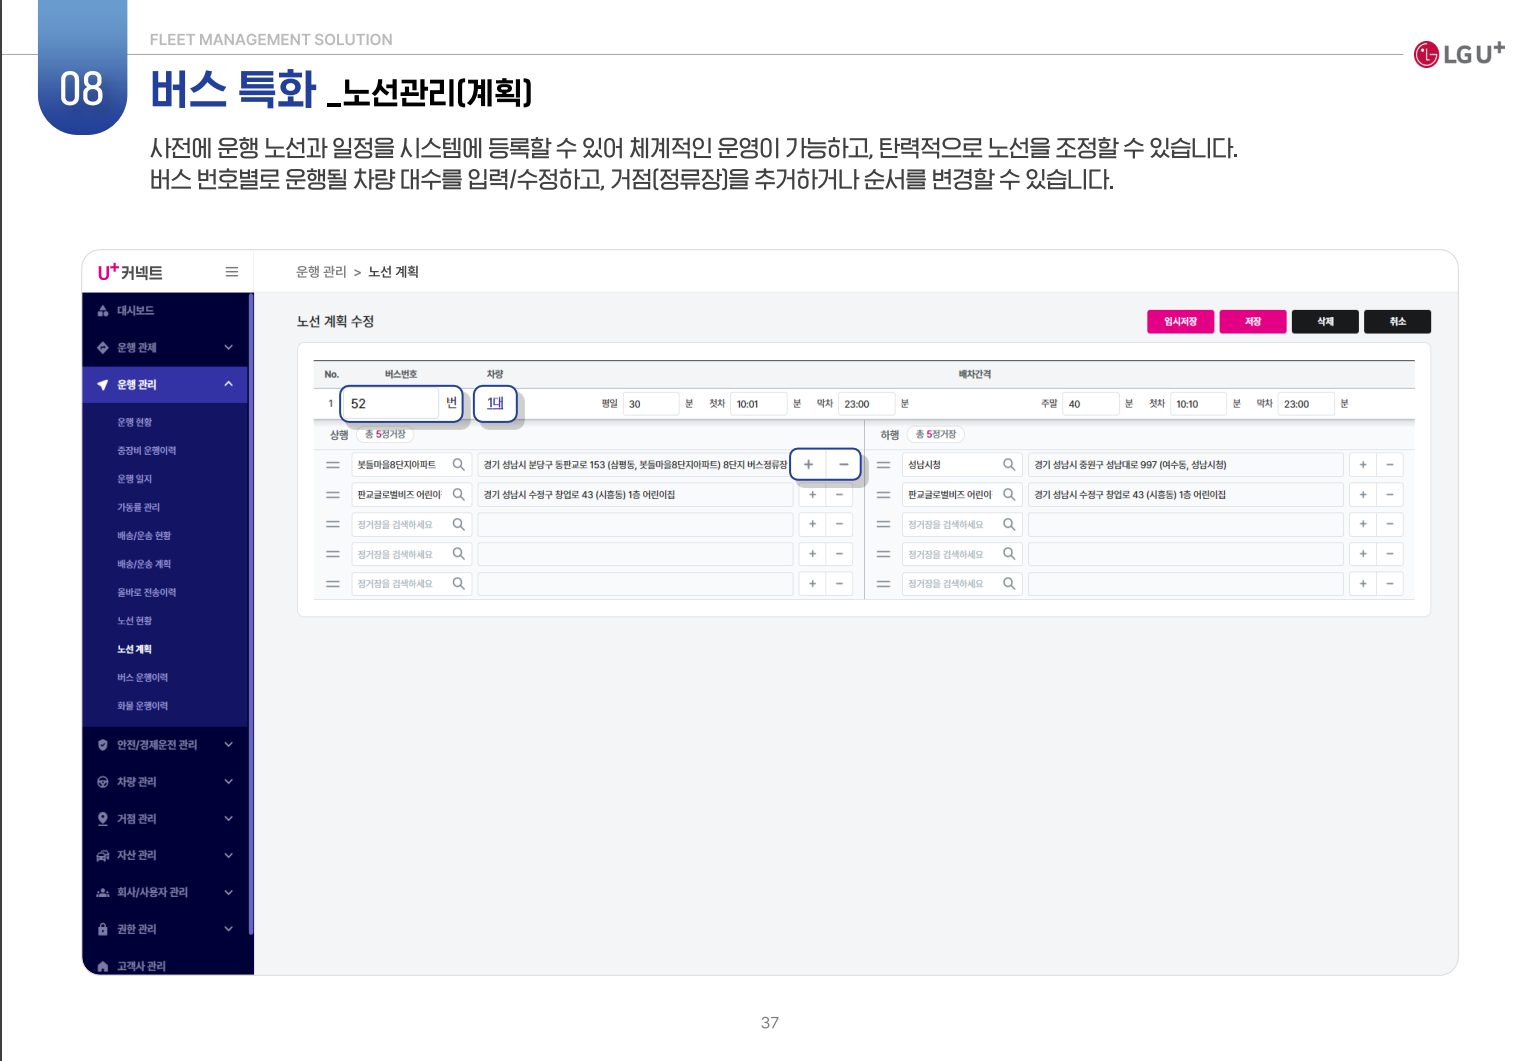 FLEET MANAGEMENT SOLUTION
LG U+
08
버스 특화 _노선관리(계획)
사전에 운행 노선과 일정을 시스템에 등록할 수 있어 체계적인 운영이 가능하고, 탄력적으로 노선을 조정할 수 있습니다.
버스 번호별로 운행될 차량 대수를 입력/수정하고, 거점(정류장)을 추거하거나 순서를 변경할 수 있습니다.
U+커넥트
운행 관리 > 노선 계획
대시보드
운행 관제
운행 관리
운행 현황
중장비 운행이력
운행 일지
가동률 관리
배송/운송 현황
배송/운송 계획
올바로 전송이력
노선 현황
노선 계획
버스 운행이력
화물 운행이력
안전/경제운전 관리
차량 관리
거점 관리
자산 관리
회사/사용자 관리
권한 관리
고객사 관리
노선 계획 수정
임시저장 저장 삭제 취소
No. 버스번호 차량 배차간격
1 52 번 1대 평일 30 분 첫차 10:01 분 막차 23:00 분 주말 40 분 첫차 10:10 분 막차 23:00 분
상행 총 5정거장 하행 총 5정거장
봇들마을8단지아파트 경기 성남시 분당구 동판교로 153 (삼평동, 봇들마을8단지아파트) 8단지 버스정류장 + − 성남시청 경기 성남시 중원구 성남대로 997 (여수동, 성남시청) + −
판교글로벌비즈 어린이 경기 성남시 수정구 창업로 43 (시흥동) 1층 어린이집 + − 판교글로벌비즈 어린이 경기 성남시 수정구 창업로 43 (시흥동) 1층 어린이집 + −
정거장을 검색하세요 + − 정거장을 검색하세요 + −
정거장을 검색하세요 + − 정거장을 검색하세요 + −
정거장을 검색하세요 + − 정거장을 검색하세요 + −
37